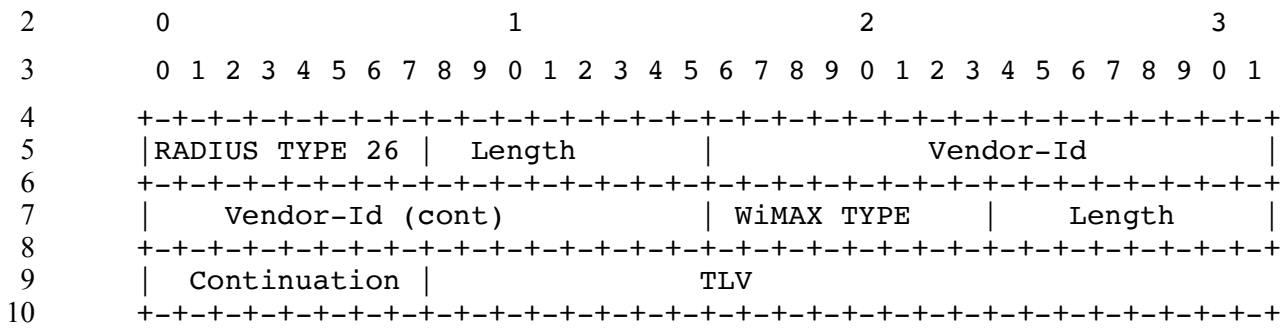 2 0 1 2 3
3 0 1 2 3 4 5 6 7 8 9 0 1 2 3 4 5 6 7 8 9 0 1 2 3 4 5 6 7 8 9 0 1
4 +-+-+-+-+-+-+-+-+-+-+-+-+-+-+-+-+-+-+-+-+-+-+-+-+-+-+-+-+-+-+-+-+
5 |RADIUS TYPE 26 | Length | Vendor-Id |
6 +-+-+-+-+-+-+-+-+-+-+-+-+-+-+-+-+-+-+-+-+-+-+-+-+-+-+-+-+-+-+-+-+
7 | Vendor-Id (cont) | WiMAX TYPE | Length |
8 +-+-+-+-+-+-+-+-+-+-+-+-+-+-+-+-+-+-+-+-+-+-+-+-+-+-+-+-+-+-+-+-+
9 | Continuation | TLV
10 +-+-+-+-+-+-+-+-+-+-+-+-+-+-+-+-+-+-+-+-+-+-+-+-+-+-+-+-+-+-+-+-+